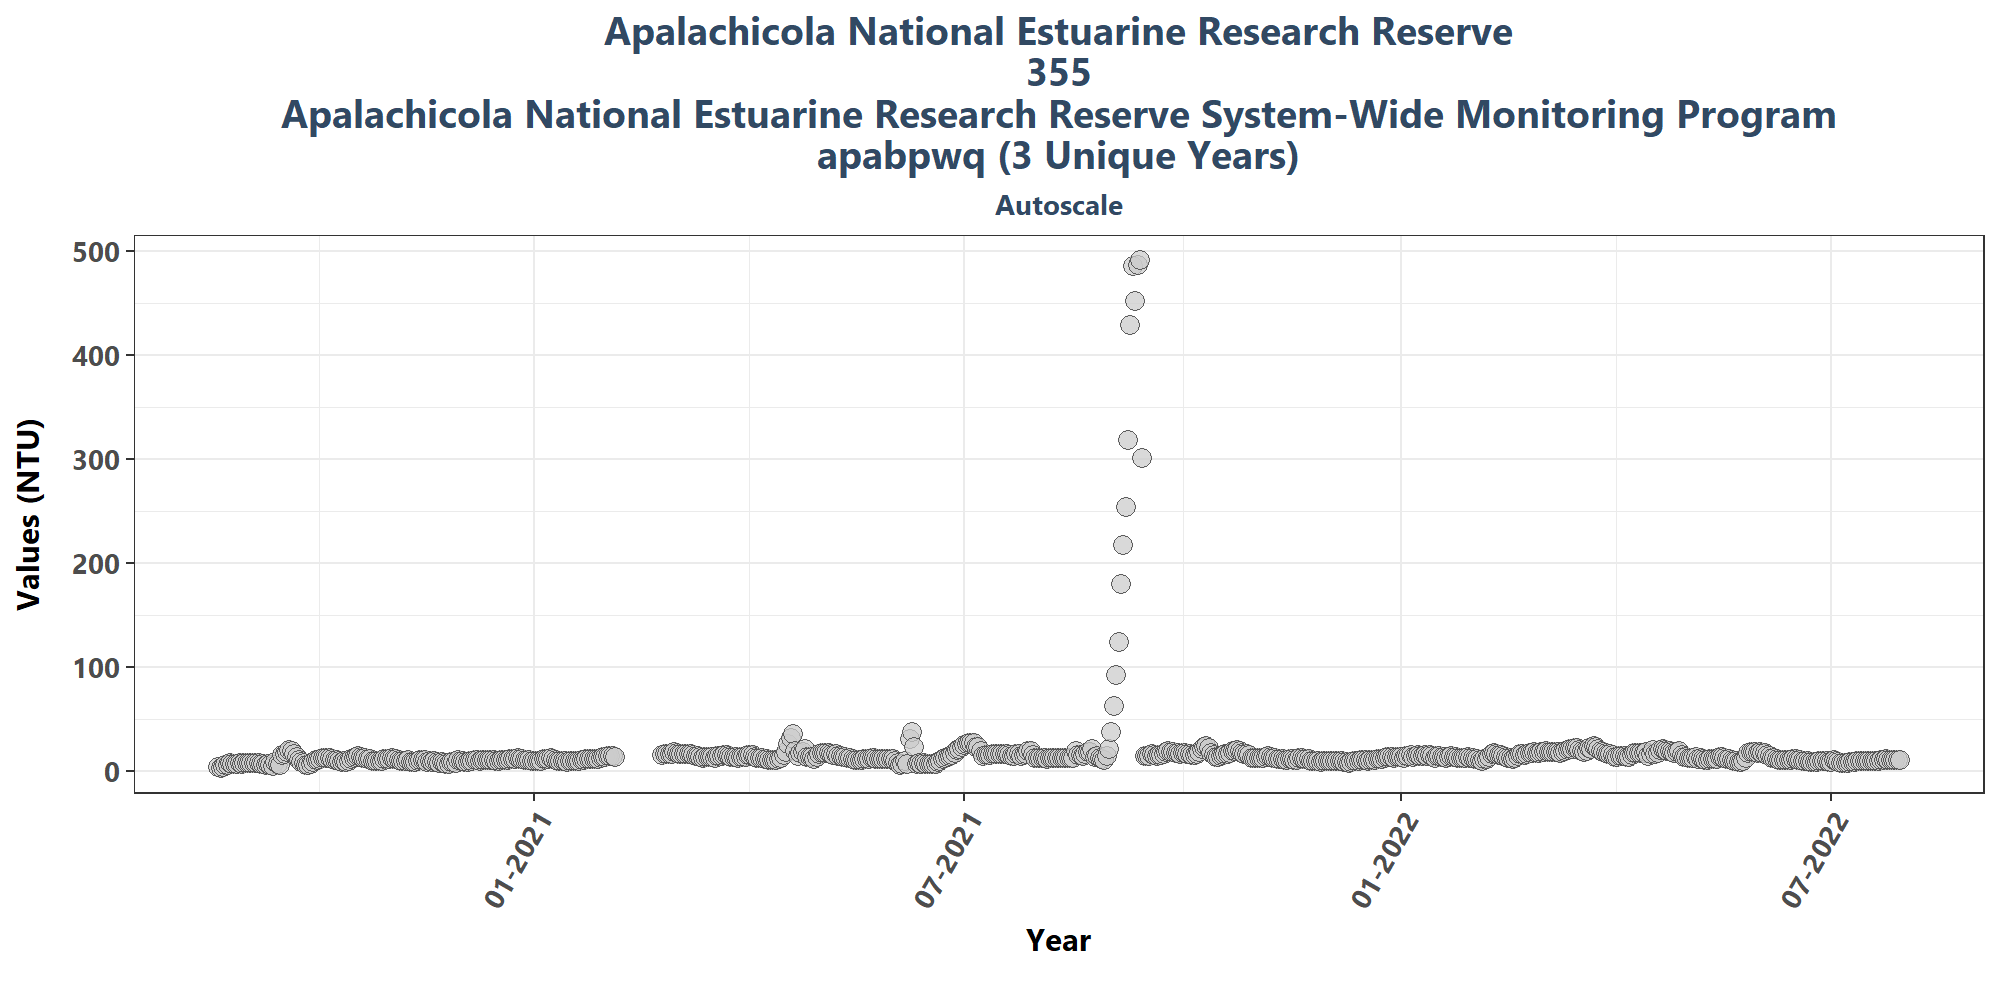 Apalachicola National Estuarine Research Reserve
355
Apalachicola National Estuarine Research Reserve System-Wide Monitoring Program
apabpwq (3 Unique Years)
Autoscale
500
400
300
200
100
0
Values (NTU)
01-2021
07-2021
01-2022
07-2022
Year